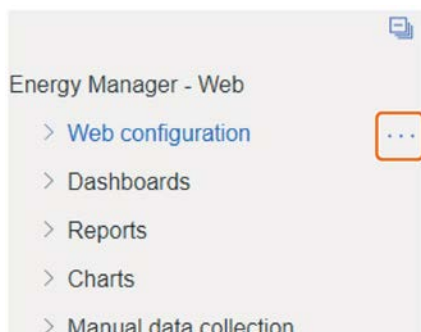 Energy Manager - Web
> Web configuration ...
> Dashboards
> Reports
> Charts
> Manual data collection